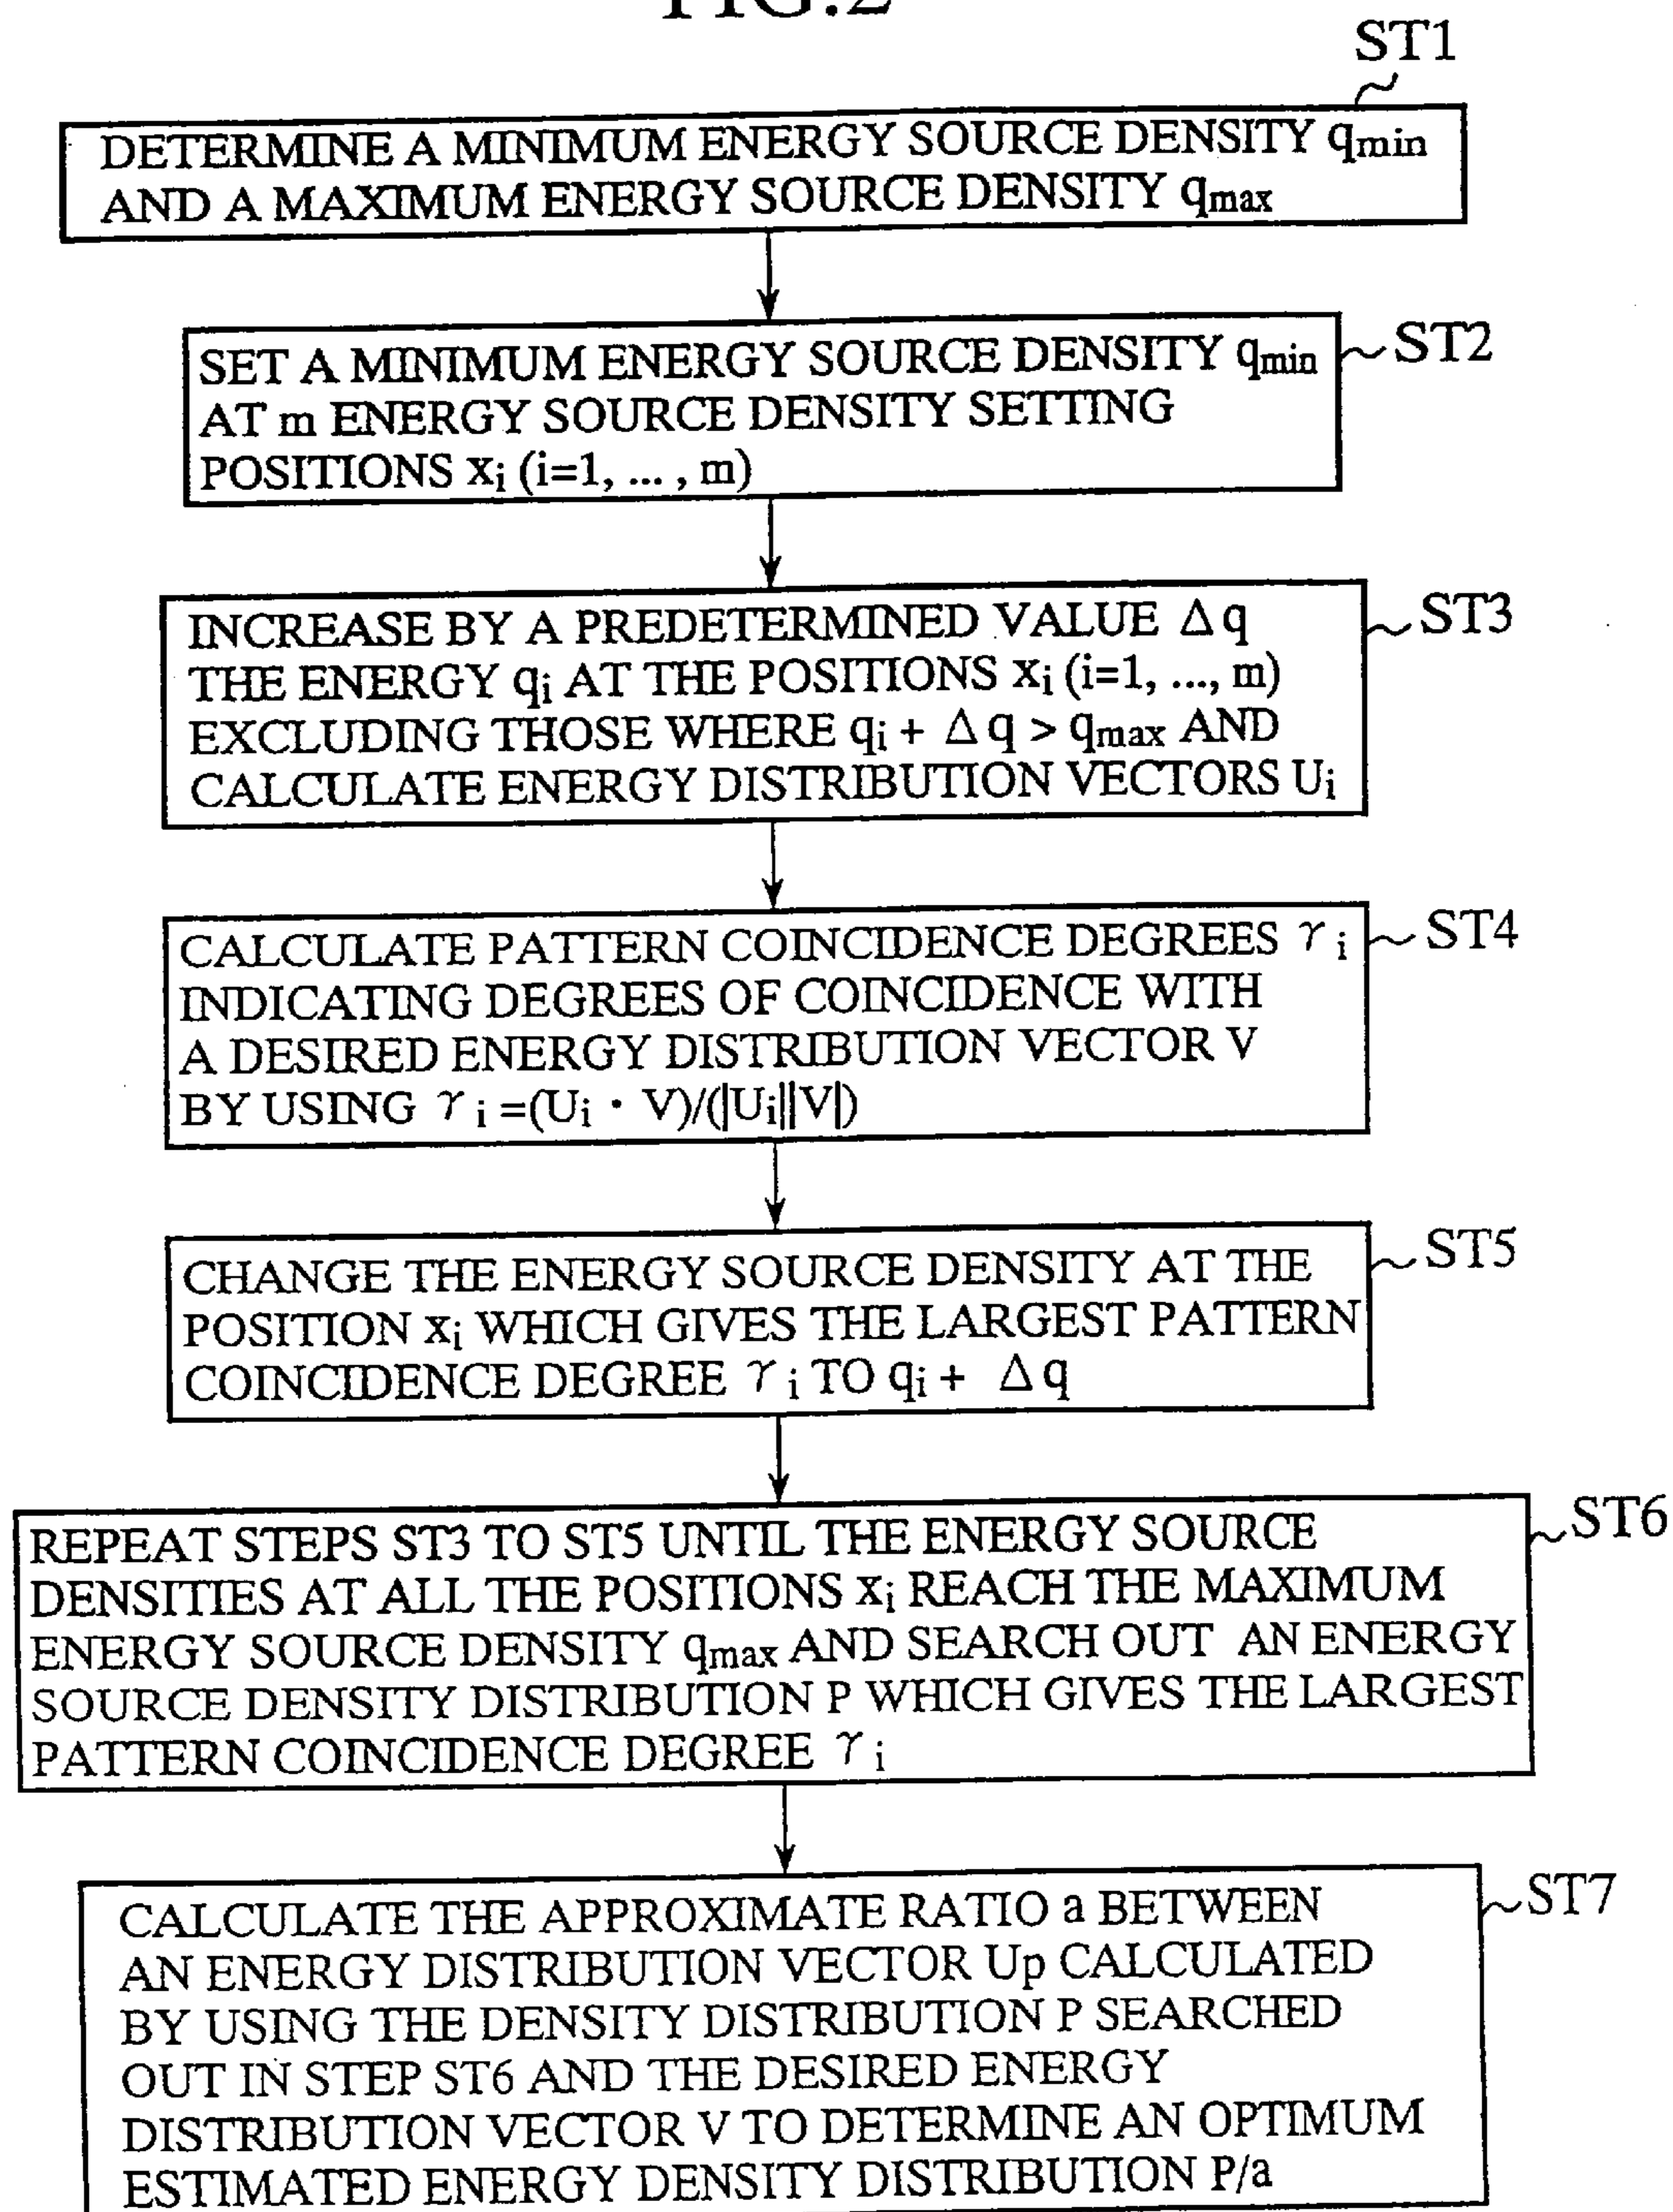 FIG.2
ST1
DETERMINE A MINIMUM ENERGY SOURCE DENSITY qmin
AND A MAXIMUM ENERGY SOURCE DENSITY qmax
ST2
SET A MINIMUM ENERGY SOURCE DENSITY qmin
AT m ENERGY SOURCE DENSITY SETTING
POSITIONS xi (i=1, ... , m)
ST3
INCREASE BY A PREDETERMINED VALUE Δq
THE ENERGY qi AT THE POSITIONS xi (i=1, ..., m)
EXCLUDING THOSE WHERE qi + Δq > qmax AND
CALCULATE ENERGY DISTRIBUTION VECTORS Ui
ST4
CALCULATE PATTERN COINCIDENCE DEGREES γi
INDICATING DEGREES OF COINCIDENCE WITH
A DESIRED ENERGY DISTRIBUTION VECTOR V
BY USING γi =(Ui · V)/(|Ui||V|)
ST5
CHANGE THE ENERGY SOURCE DENSITY AT THE
POSITION xi WHICH GIVES THE LARGEST PATTERN
COINCIDENCE DEGREE γi TO qi + Δq
ST6
REPEAT STEPS ST3 TO ST5 UNTIL THE ENERGY SOURCE
DENSITIES AT ALL THE POSITIONS xi REACH THE MAXIMUM
ENERGY SOURCE DENSITY qmax AND SEARCH OUT AN ENERGY
SOURCE DENSITY DISTRIBUTION P WHICH GIVES THE LARGEST
PATTERN COINCIDENCE DEGREE γi
ST7
CALCULATE THE APPROXIMATE RATIO a BETWEEN
AN ENERGY DISTRIBUTION VECTOR Up CALCULATED
BY USING THE DENSITY DISTRIBUTION P SEARCHED
OUT IN STEP ST6 AND THE DESIRED ENERGY
DISTRIBUTION VECTOR V TO DETERMINE AN OPTIMUM
ESTIMATED ENERGY DENSITY DISTRIBUTION P/a